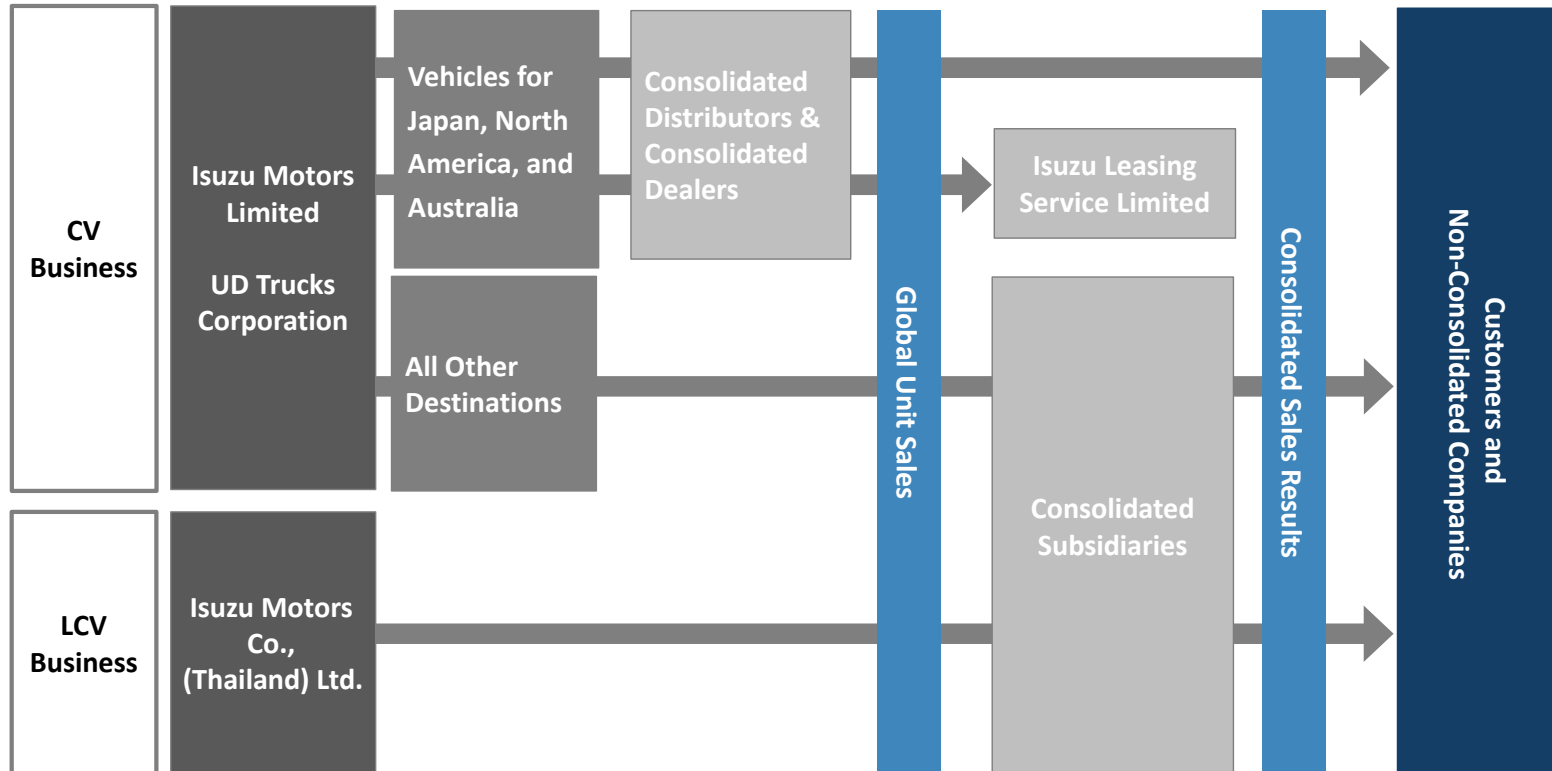 CV
Business
Isuzu Motors
Limited
UD Trucks
Corporation
Vehicles for
Japan, North
America, and
Australia
Consolidated
Distributors &
Consolidated
Dealers
Isuzu Leasing
Service Limited
All Other
Destinations
Global Unit Sales
Consolidated
Subsidiaries
Consolidated Sales Results
Customers and
Non-Consolidated Companies
LCV
Business
Isuzu Motors
Co.,
(Thailand) Ltd.